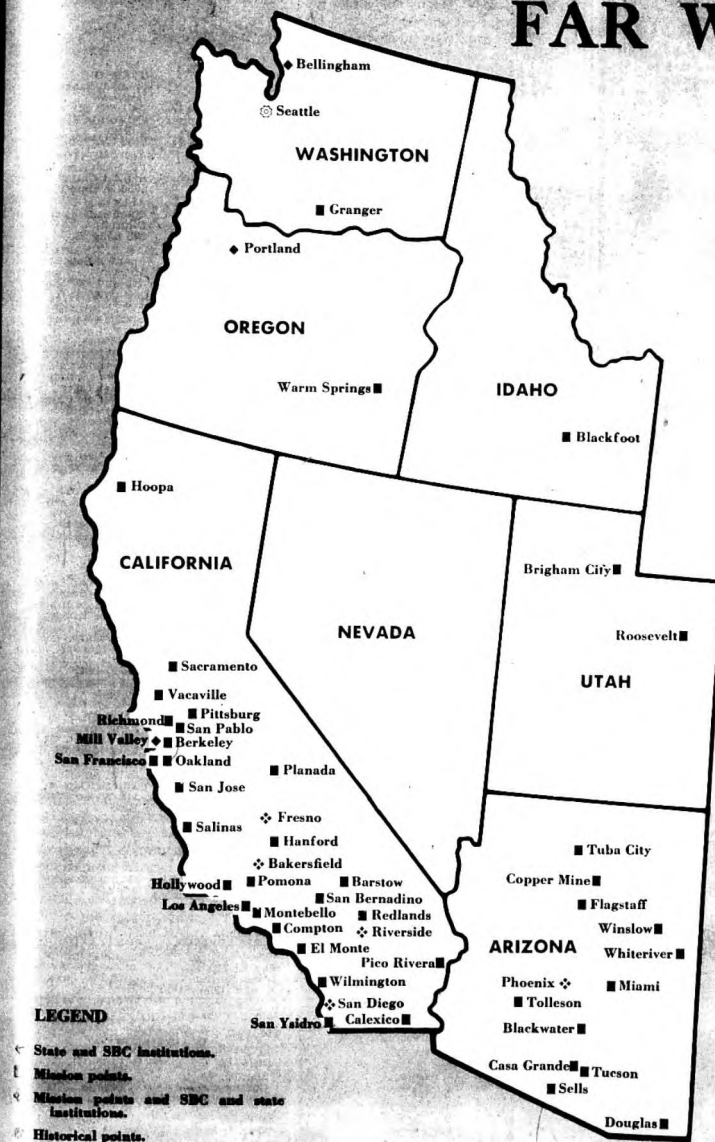 FAR W
Bellingham
Seattle
WASHINGTON
Granger
Portland
OREGON
Warm Springs
IDAHO
Blackfoot
Hoopa
CALIFORNIA
Brigham City
NEVADA
Roosevelt
UTAH
Sacramento
Vacaville
Pittsburg
Richmond
San Pablo
Mill Valley
Berkeley
San Francisco
Oakland
Planada
San Jose
Fresno
Salinas
Hanford
Tuba City
Bakersfield
Hollywood
Pomona
Barstow
Copper Mine
San Bernadino
Flagstaff
Los Angeles
Montebello
Redlands
Compton
Riverside
Winslow
El Monte
ARIZONA
Whiteriver
Pico Rivera
Wilmington
Phoenix
Miami
San Diego
Tolleson
San Ysidro
Calexico
Blackwater
Casa Grande
Tucson
Sells
Douglas
LEGEND
State and SBC institutions.
Mission points.
Mission points and SBC and state
institutions.
Historical points.